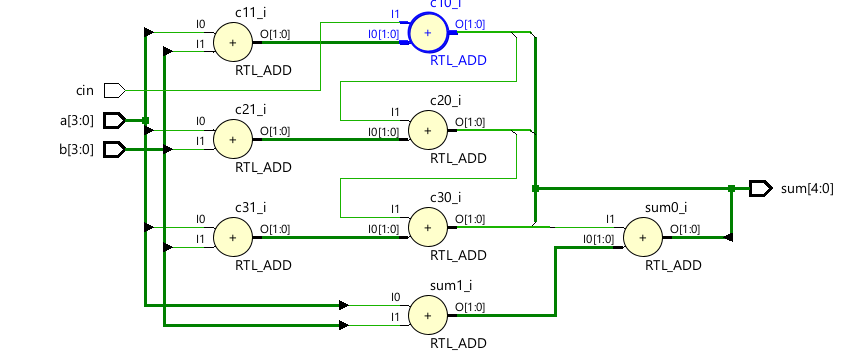 c10_i
c11_i
I0
I1
O[1:0]
RTL_ADD
I1
I0[1:0]
O[1:0]
RTL_ADD
cin
a[3:0]
b[3:0]
c21_i
I0
I1
O[1:0]
RTL_ADD
c20_i
I1
I0[1:0]
O[1:0]
RTL_ADD
c31_i
I0
I1
O[1:0]
RTL_ADD
c30_i
I1
I0[1:0]
O[1:0]
RTL_ADD
sum[4:0]
sum0_i
I1
I0[1:0]
O[1:0]
RTL_ADD
sum1_i
I0
I1
O[1:0]
RTL_ADD